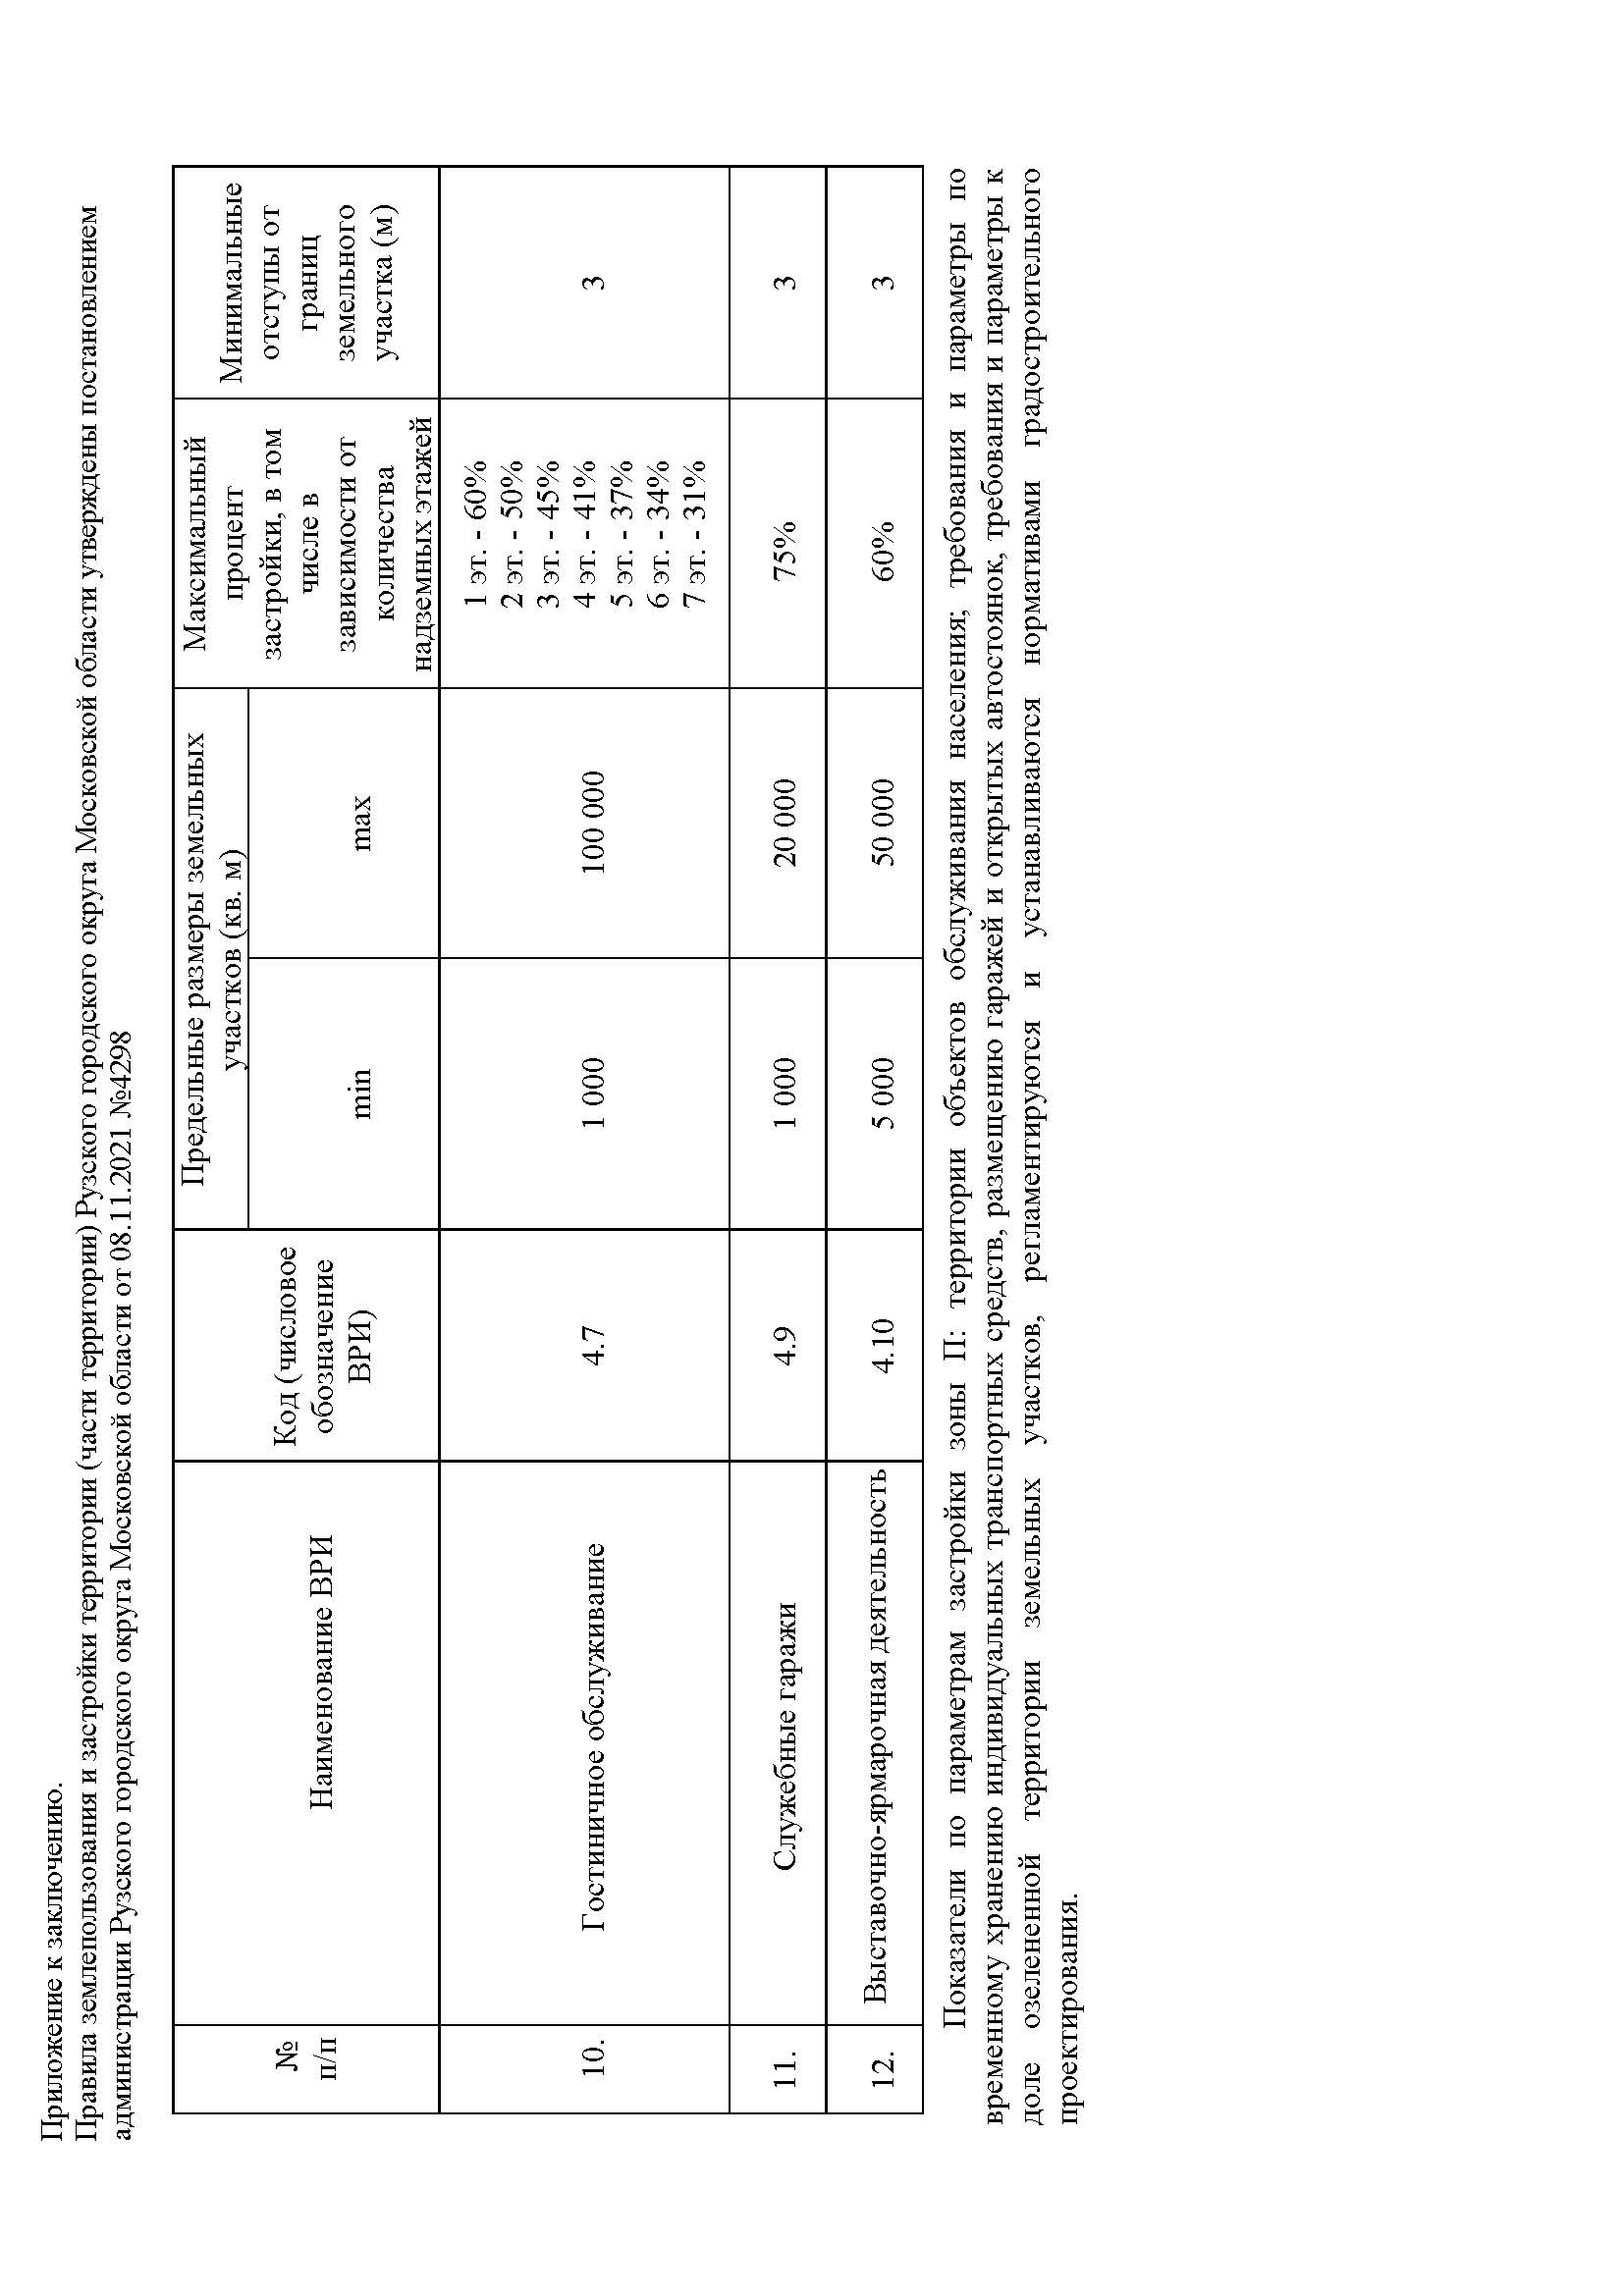 Приложение к заключению.
Правила землепользования и застройки территории (части территории) Рузского городского округа Московской области утверждены постановлением
администрации Рузского городского округа Московской области от 08.11.2021 №4298
№
п/п
Наименование ВРИ
Код (числовое
обозначение
ВРИ)
Предельные размеры земельных
участков (кв. м)
min
max
Максимальный
процент
застройки, в том
числе в
зависимости от
количества
надземных этажей
Минимальные
отступы от
границ
земельного
участка (м)
10.
Гостиничное обслуживание
4.7
1 000
100 000
1 эт. - 60%
2 эт. - 50%
3 эт. - 45%
4 эт. - 41%
5 эт. - 37%
6 эт. - 34%
7 эт. - 31%
3
11.
Служебные гаражи
4.9
1 000
20 000
75%
3
12.
Выставочно-ярмарочная деятельность
4.10
5 000
50 000
60%
3
Показатели по параметрам застройки зоны П: территории объектов обслуживания населения; требования и параметры по
временному хранению индивидуальных транспортных средств, размещению гаражей и открытых автостоянок, требования и параметры к
доле озелененной территории земельных участков, регламентируются и устанавливаются нормативами градостроительного
проектирования.